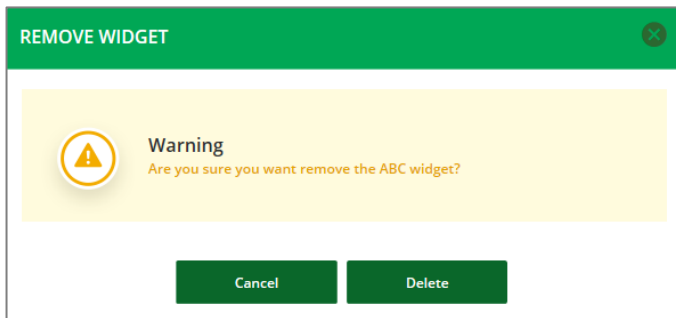 REMOVE WIDGET
Warning
Are you sure you want remove the ABC widget?
Cancel Delete